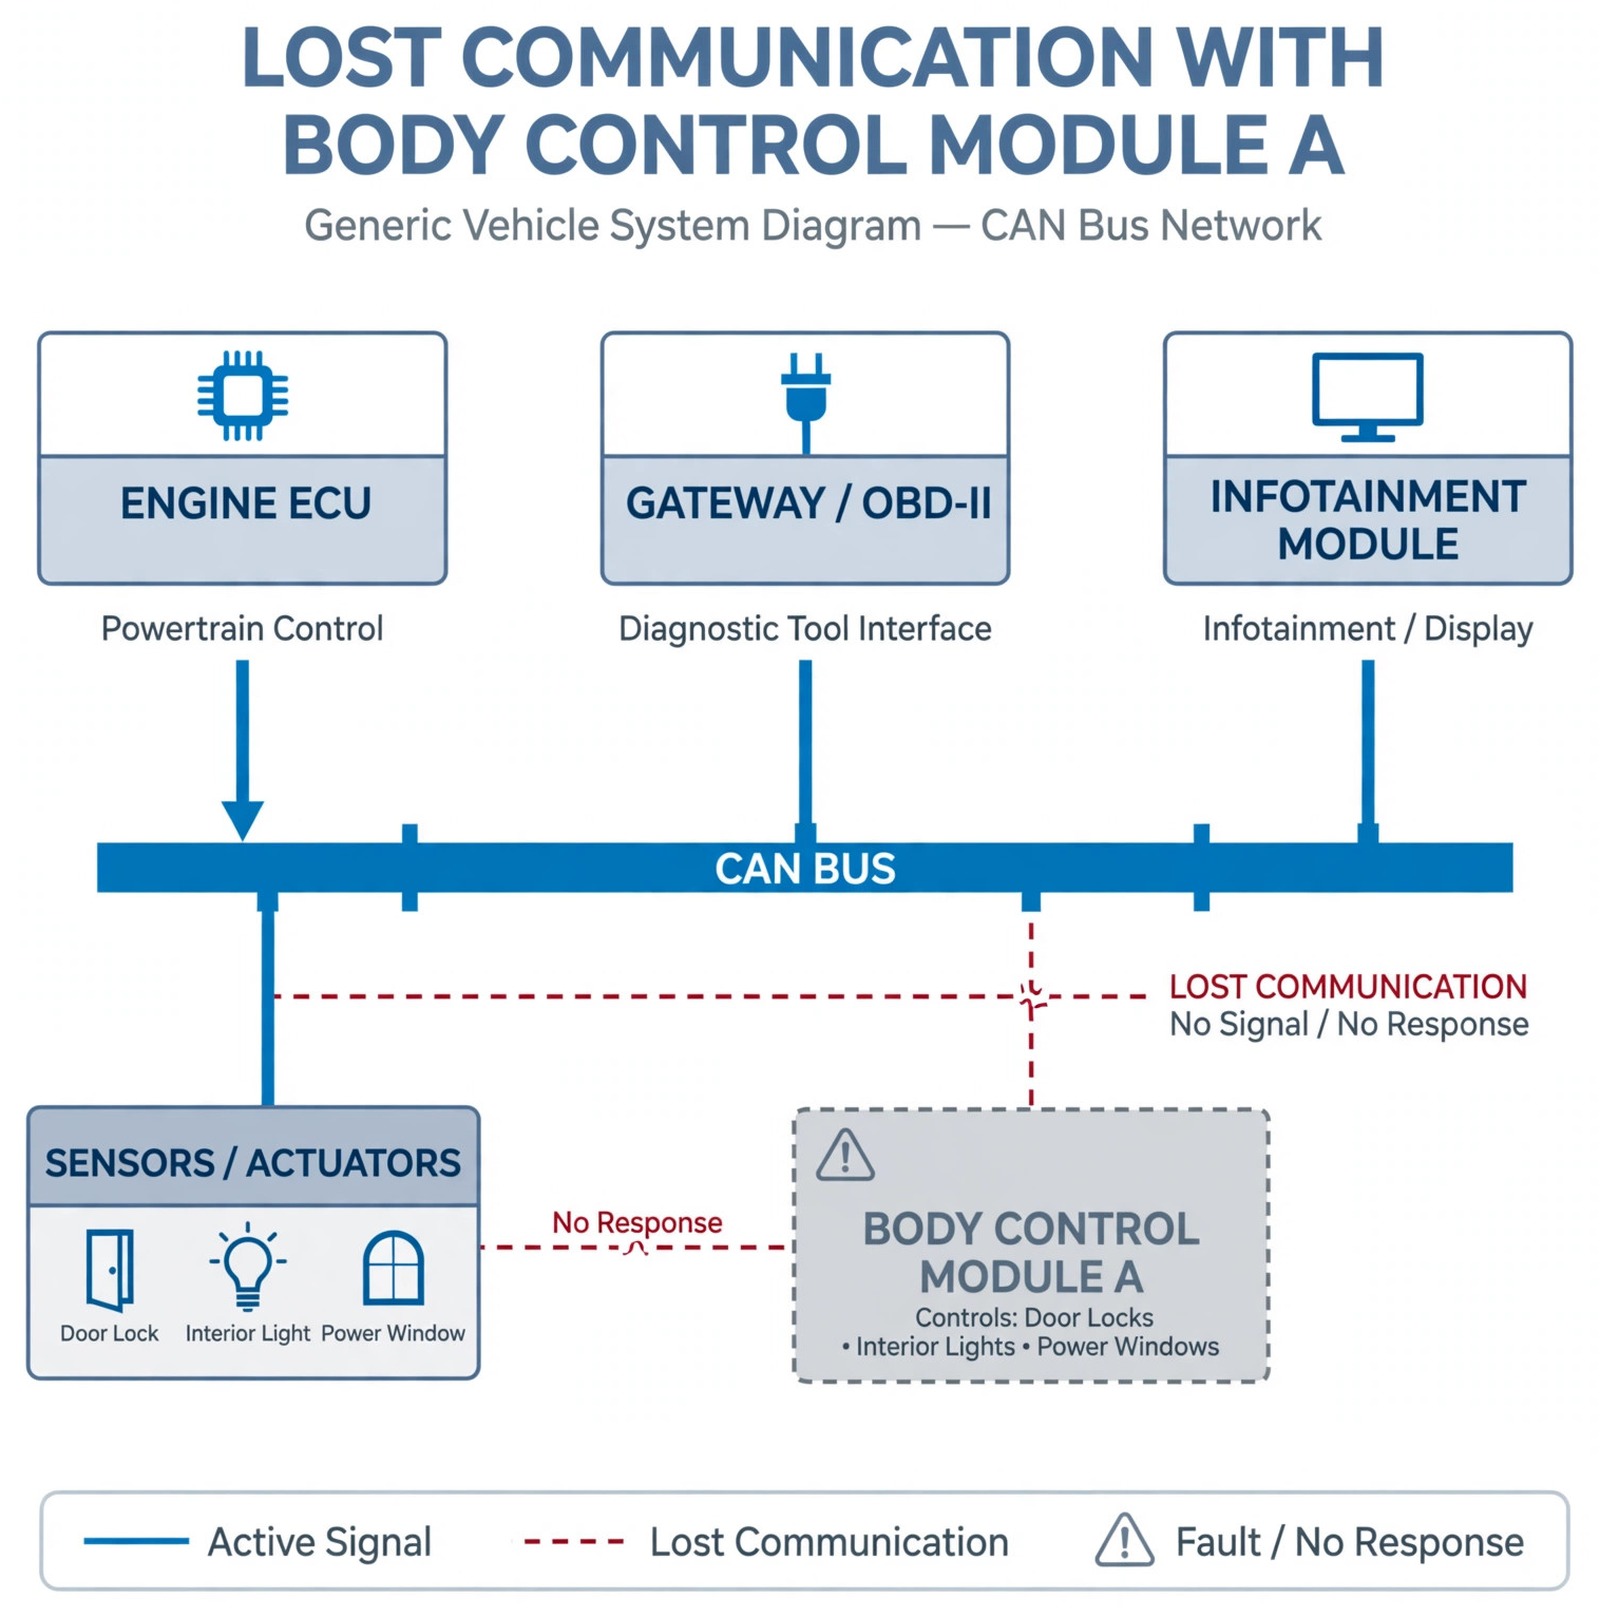 LOST COMMUNICATION WITH
BODY CONTROL MODULE A
Generic Vehicle System Diagram — CAN Bus Network
ENGINE ECU
GATEWAY / OBD-II
INFOTAINMENT
MODULE
Powertrain Control
Diagnostic Tool Interface
Infotainment / Display
CAN BUS
LOST COMMUNICATION
No Signal / No Response
SENSORS / ACTUATORS
Door Lock
Interior Light
Power Window
No Response
BODY CONTROL
MODULE A
Controls: Door Locks
• Interior Lights • Power Windows
Active Signal
Lost Communication
Fault / No Response